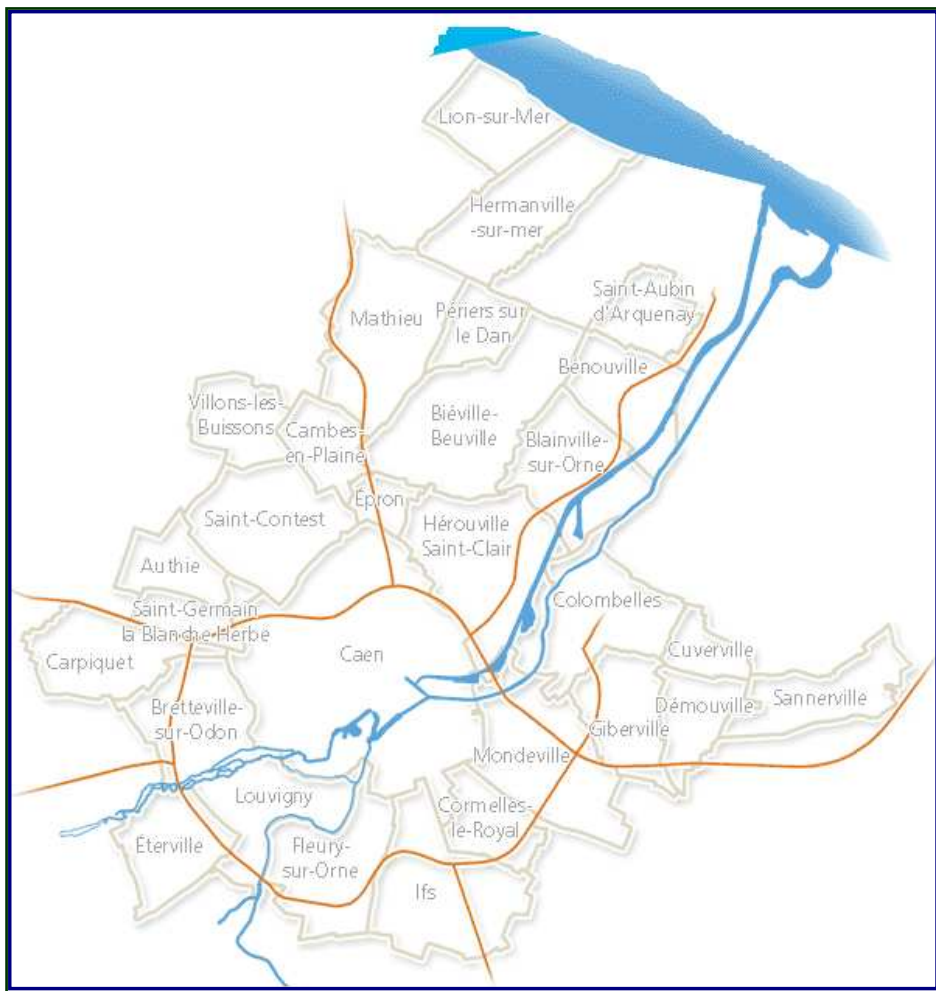 Lion-sur-Mer
Hermanville
-sur-mer
Saint-Aubin
d'Arquenay
Mathieu
Périers sur
le Dan
Bénouville
Villons-les-
Buissons
Cambes-
en-Plaine
Biéville-
Beuville
Blainville-
sur-Orne
Épron
Saint-Contest
Hérouville
Saint-Clair
Authie
Colombelles
Saint-Germain
la Blanche Herbe
Carpiquet
Caen
Cuverville
Sannerville
Démouville
Bretteville-
sur-Odon
Giberville
Mondeville
Louvigny
Cormelles-
le-Royal
Éterville
Fleury-
sur-Orne
Ifs